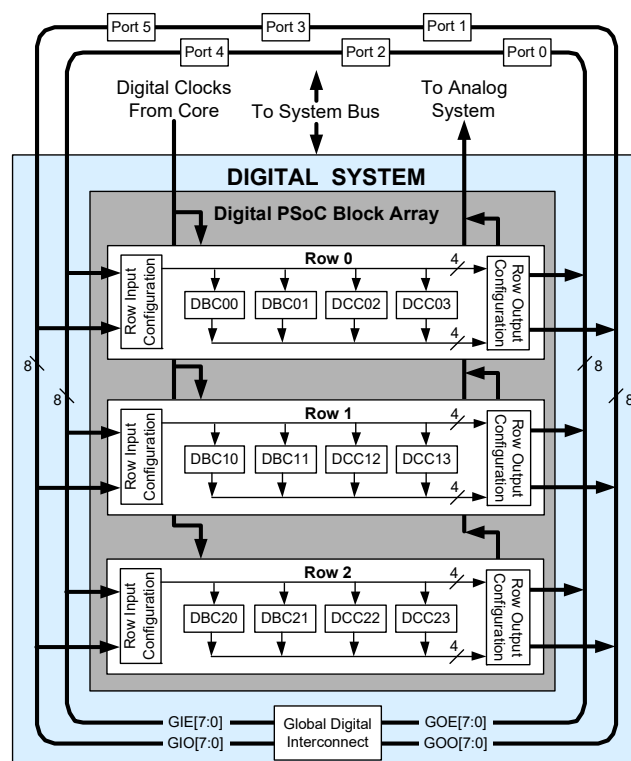 Port 5
Port 3
Port 1
Port 4
Port 2
Port 0
Digital Clocks
From Core
To System Bus
To Analog
System
DIGITAL SYSTEM
Digital PSoC Block Array
Row Input
Configuration
Row 0
4
DBC00
DBC01
DCC02
DCC03
4
Row Output
Configuration
8
8
8
8
Row Input
Configuration
Row 1
4
DBC10
DBC11
DCC12
DCC13
4
Row Output
Configuration
Row Input
Configuration
Row 2
4
DBC20
DBC21
DCC22
DCC23
4
Row Output
Configuration
GIE[7:0]
GIO[7:0]
Global Digital
Interconnect
GOE[7:0]
GOO[7:0]